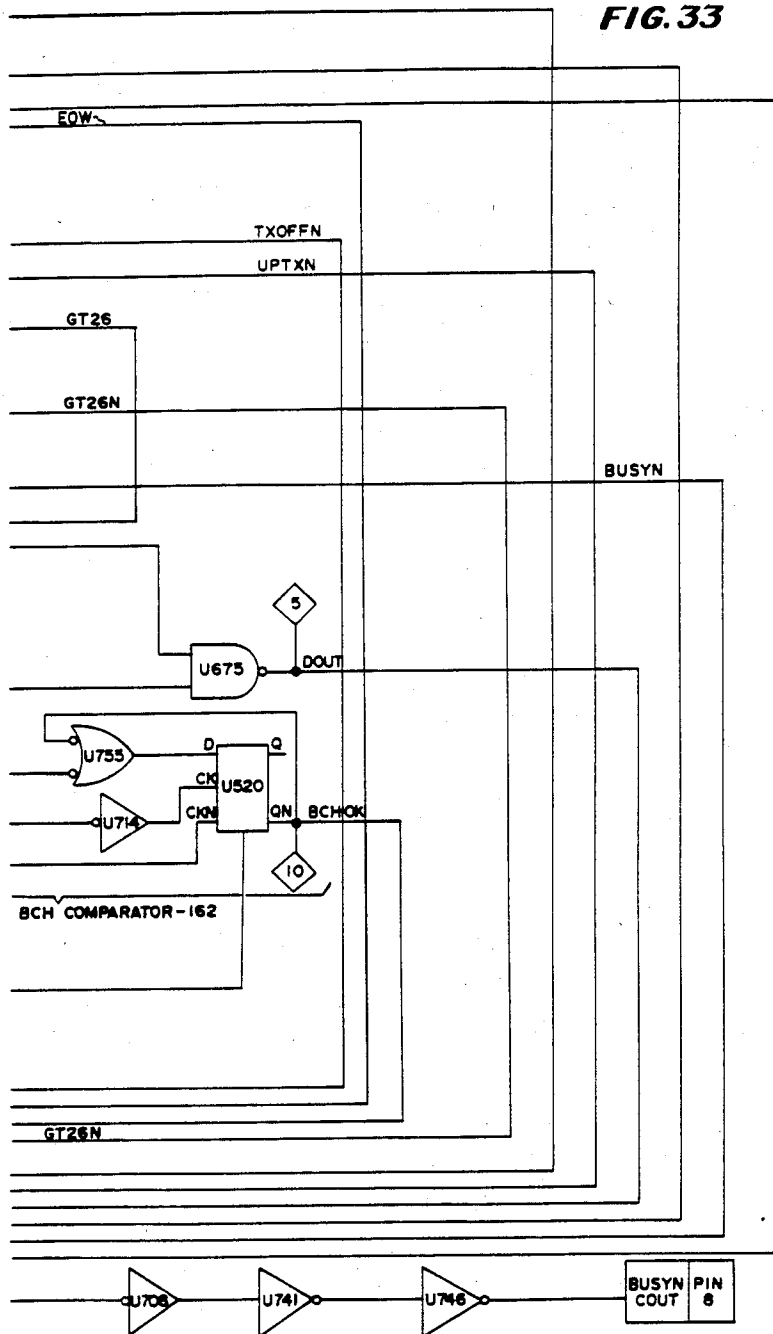 FIG. 33
EOW
TXOFFN
UPTXN
GT26
GT26N
BUSYN
5
U675
DOUT
U755
D
Q
CK
U520
U714
CKN
QN
BCHOK
10
BCH COMPARATOR-162
GT26N
U708
U741
U746
BUSYN
COUT
PIN
8